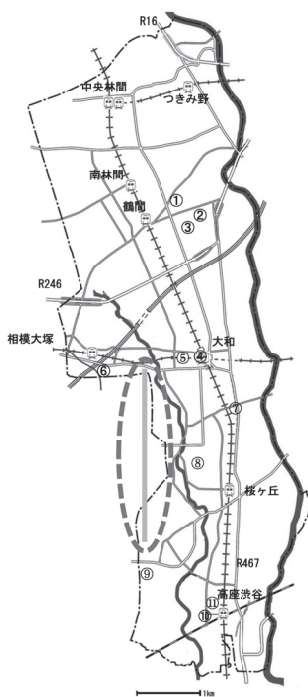 R16
中央林間
つきみ野
南林間
①
鶴間
②
③
R246
相模大塚
大和
⑤
④
⑥
⑦
⑧
桜ヶ丘
R467
⑨
高座渋谷
⑪
⑩
1km